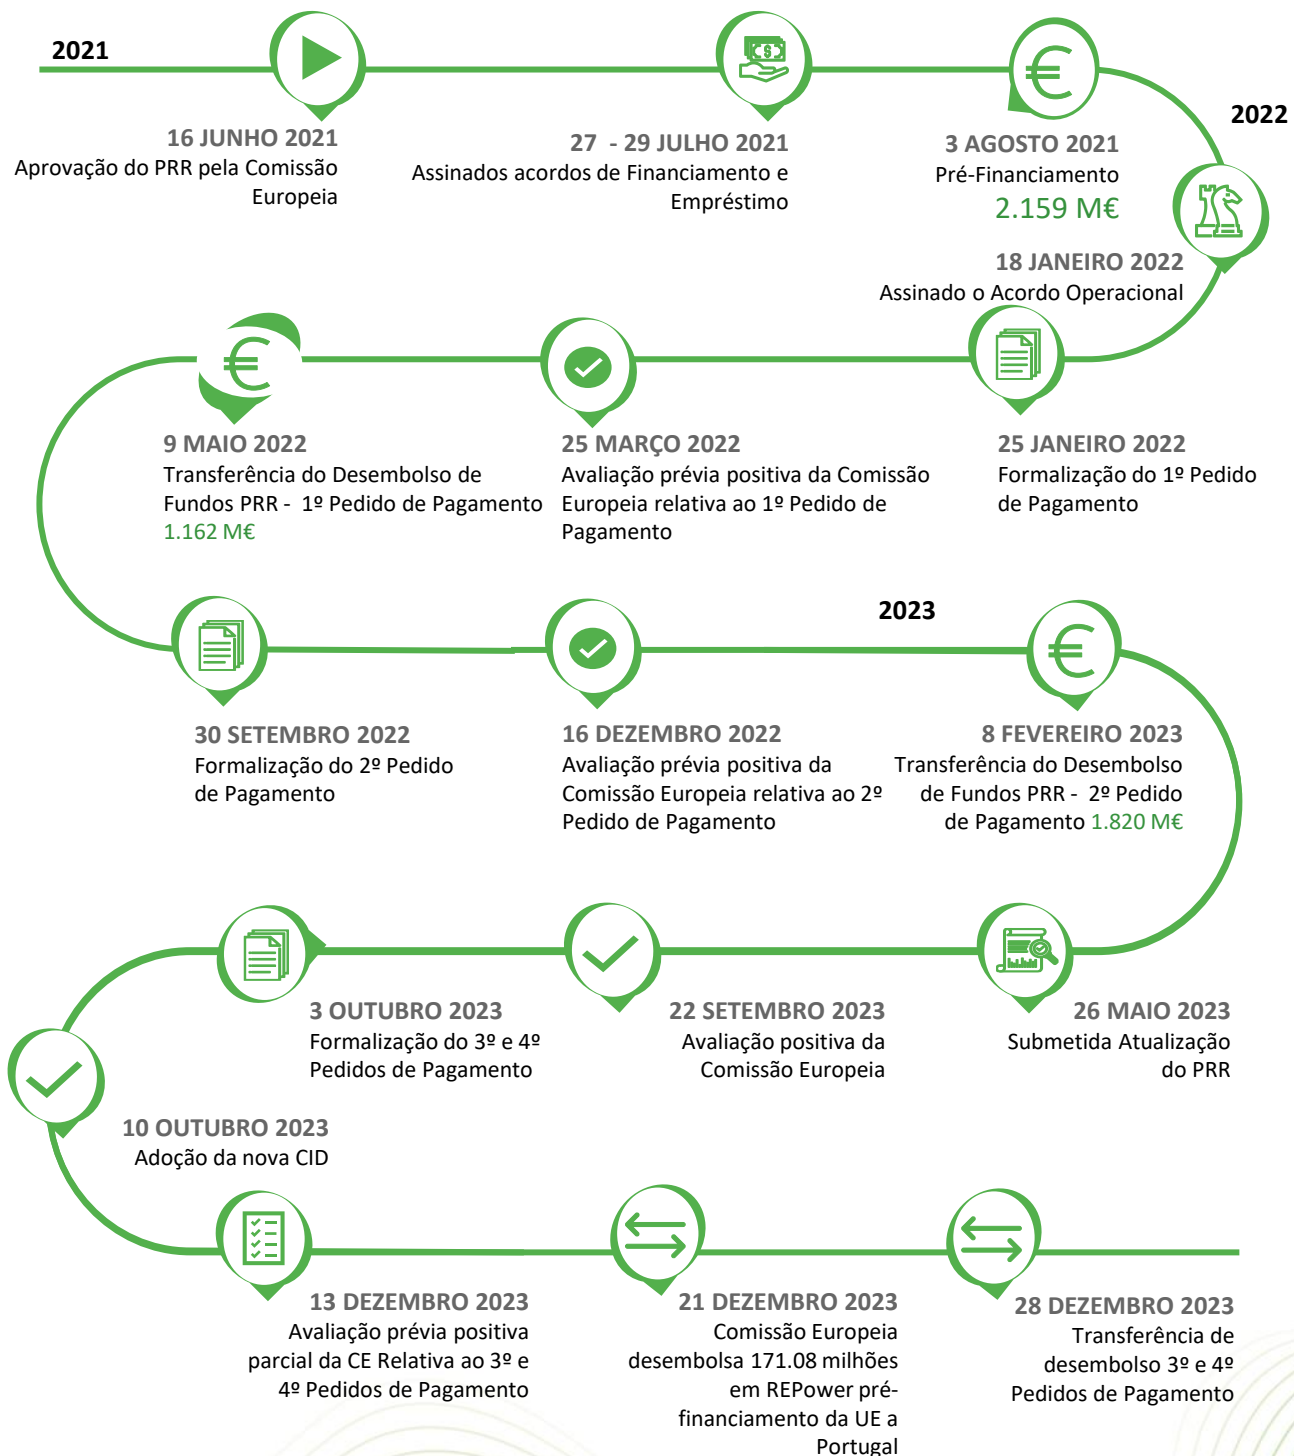 2021
16 JUNHO 2021
Aprovação do PRR pela Comissão
Europeia
27 - 29 JULHO 2021
Assinados acordos de Financiamento e
Empréstimo
3 AGOSTO 2021
Pré-Financiamento
2.159 M€
2022
18 JANEIRO 2022
Assinado o Acordo Operacional
9 MAIO 2022
Transferência do Desembolso de
Fundos PRR - 1º Pedido de Pagamento
1.162 M€
25 MARÇO 2022
Avaliação prévia positiva da Comissão
Europeia relativa ao 1º Pedido de
Pagamento
25 JANEIRO 2022
Formalização do 1º Pedido
de Pagamento
30 SETEMBRO 2022
Formalização do 2º Pedido
de Pagamento
16 DEZEMBRO 2022
Avaliação prévia positiva da
Comissão Europeia relativa ao 2º
Pedido de Pagamento
2023
8 FEVEREIRO 2023
Transferência do Desembolso
de Fundos PRR - 2º Pedido
de Pagamento 1.820 M€
3 OUTUBRO 2023
Formalização do 3º e 4º
Pedidos de Pagamento
22 SETEMBRO 2023
Avaliação positiva da
Comissão Europeia
26 MAIO 2023
Submetida Atualização
do PRR
10 OUTUBRO 2023
Adoção da nova CID
13 DEZEMBRO 2023
Avaliação prévia positiva
parcial da CE Relativa ao 3º e
4º Pedidos de Pagamento
21 DEZEMBRO 2023
Comissão Europeia
desembolsa 171.08 milhões
em REPower pré-
financiamento da UE a
Portugal
28 DEZEMBRO 2023
Transferência de
desembolso 3º e 4º
Pedidos de Pagamento